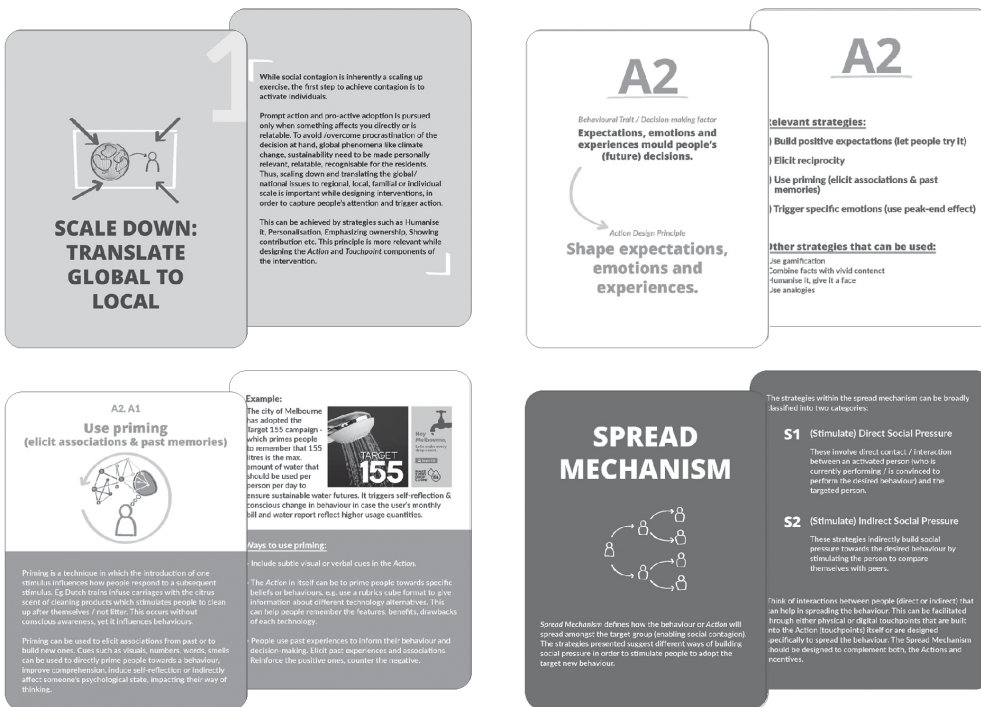 1
SCALE DOWN:
TRANSLATE
GLOBAL TO
LOCAL
While social contagion is inherently a scaling up
exercise, the first step to achieve contagion is to
activate individuals.
Prompt action and pro-active adoption is pursued
only when something affects you directly or is
relatable. To avoid /overcome procrastination of the
decision at hand, global phenomena like climate
change, sustainability need to be made personally
relevant, relatable, recognisable for the residents.
Thus, scaling down and translating the global/
national issues to regional, local, familiar or individual
scale is important while designing interventions, in
order to capture people's attention and trigger action.
This can be achieved by strategies such as Humanise
it, Personalisation, Emphasizing ownership, Showing
contribution etc. This principle is more relevant while
designing the Action and Touchpoint components of
the intervention.
A2
Behavioural Trait / Decision-making factor
Expectations, emotions and
experiences mould people's
(future) decisions.
Action Design Principle
Shape expectations,
emotions and
experiences.
A2
elevant strategies:
) Build positive expectations (let people try it)
) Elicit reciprocity
) Use priming (elicit associations & past
memories)
) Trigger specific emotions (use peak-end effect)
Other strategies that can be used:
Use gamification
Combine facts with vivid content
Humanise it, give it a face
Use analogies
A2, A1
Use priming
(elicit associations & past memories)
Priming is a technique in which the introduction of one
stimulus influences how people respond to a subsequent
stimulus. Eg.Dutch trains infuse carriages with the citrus
scent of cleaning products which stimulates people to clean
up after themselves / not litter. This occurs without
conscious awareness, yet it influences behaviours.
Priming can be used to elicit associations from past or to
build new ones. Cues such as visuals, numbers, words, smells
can be used to directly prime people towards a behaviour,
improve comprehension, induce self-reflection or indirectly
affect someone's psychological state, impacting their way of
thinking.
Example:
The city of Melbourne
has adopted the
Target 155 campaign -
which primes people
to remember that 155
litres is the max.
amount of water that
should be used per
person per day to
ensure sustainable water futures. It triggers self-reflection &
conscious change in behaviour in case the user's monthly
bill and water report reflect higher usage quantities.
TARGET
155
Hey
Melbourne,
Ways to use priming:
- Include subtle visual or verbal cues in the Action.
- The Action in itself can be to prime people towards specific
beliefs or behaviours, e.g. use a rubrics cube format to give
information about different technology alternatives. This
can help people remember the features, benefits, drawbacks
of each technology.
- People use past experiences to inform their behaviour and
decision-making. Elicit past experiences and associations.
Reinforce the positive ones, counter the negative.
SPREAD
MECHANISM
Spread Mechanism defines how the behaviour or Action will
spread amongst the target group (enabling social contagion).
The strategies presented suggest different ways of building
social pressure in order to stimulate people to adopt the
target new behaviour.
The strategies within the spread mechanism can be broadly
classified into two categories:
S1 (Stimulate) Direct Social Pressure
These involve direct contact / interaction
between an activated person (who is
currently performing / is convinced to
perform the desired behaviour) and the
targeted person.
S2 (Stimulate) Indirect Social Pressure
These strategies indirectly build social
pressure towards the desired behaviour by
stimulating the person to compare
themselves with peers.
Think of interactions between people (direct or indirect) that
can help in spreading the behaviour. This can be facilitated
through either physical or digital touchpoints that are built
into the Action (touchpoints) itself or are designed
specifically to spread the behaviour. The Spread Mechanism
should be designed to complement both, the Actions and
incentives.